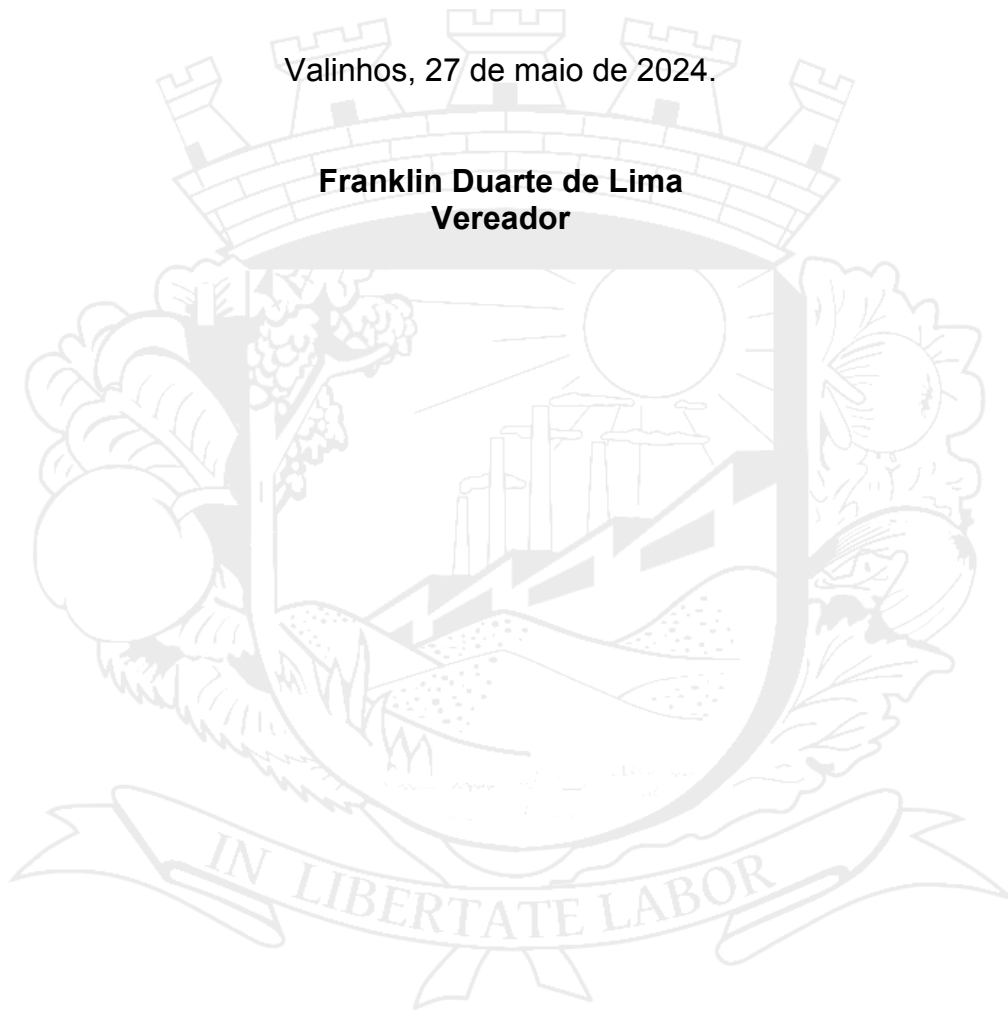 Valinhos, 27 de maio de 2024.
Franklin Duarte de Lima
Vereador
IN LIBERTATE LABOR